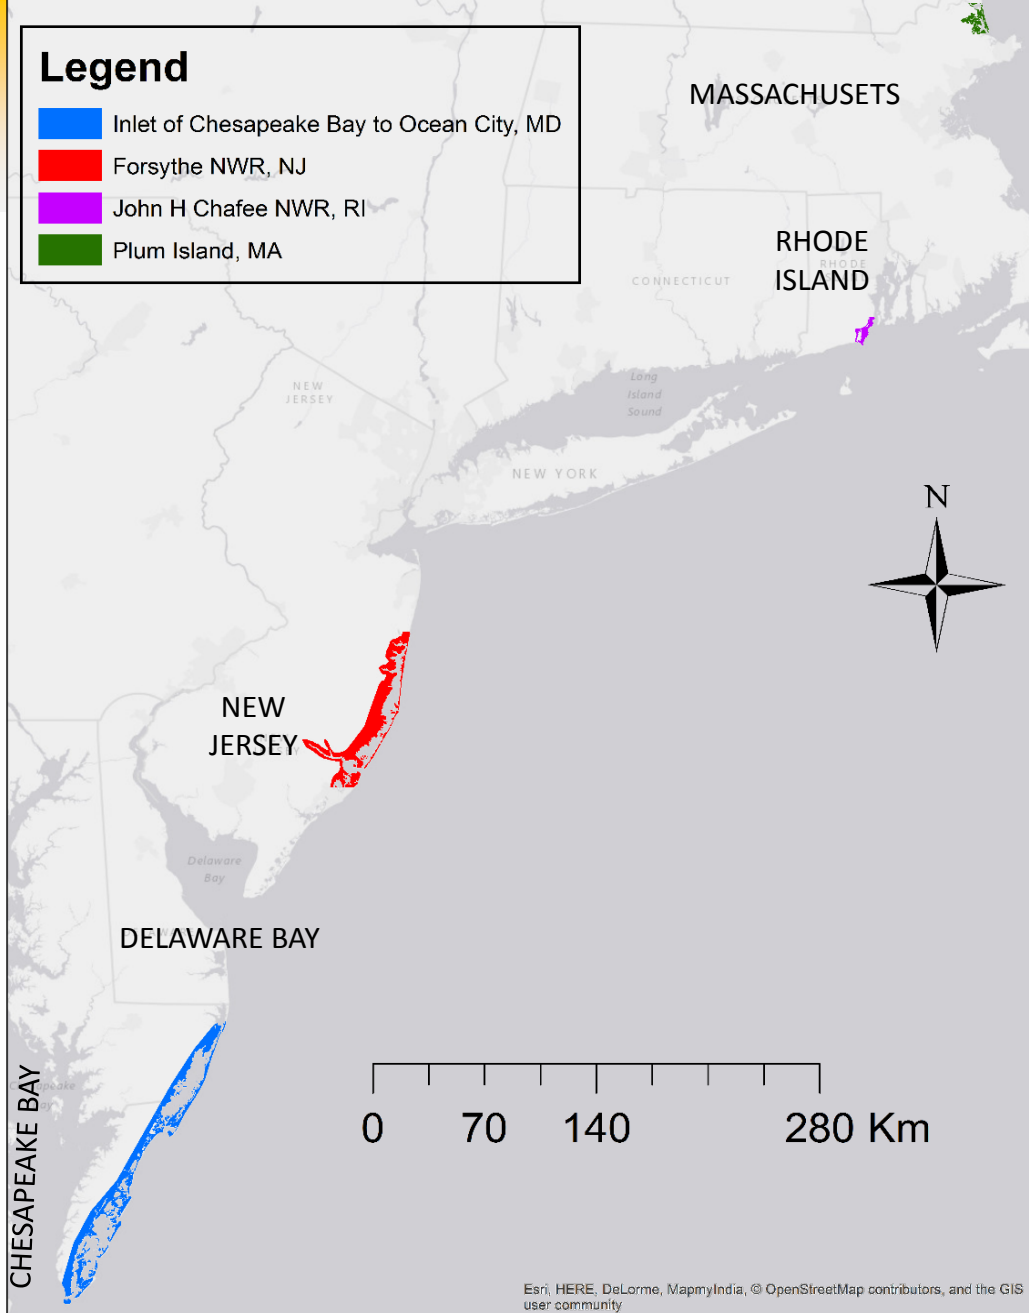 Legend
Inlet of Chesapeake Bay to Ocean City, MD
Forsythe NWR, NJ
John H Chafee NWR, RI
Plum Island, MA
MASSACHUSETS
RHODE
ISLAND
RHODE
CONNECTICUT
NEW
JERSEY
Long
Island
Sound
NEW YORK
N
NEW
JERSEY
Delaware
Bay
DELAWARE BAY
CHESAPEAKE BAY
0 70 140 280 Km
Esri, HERE, DeLorme, MapmyIndia, © OpenStreetMap contributors, and the GIS
user community